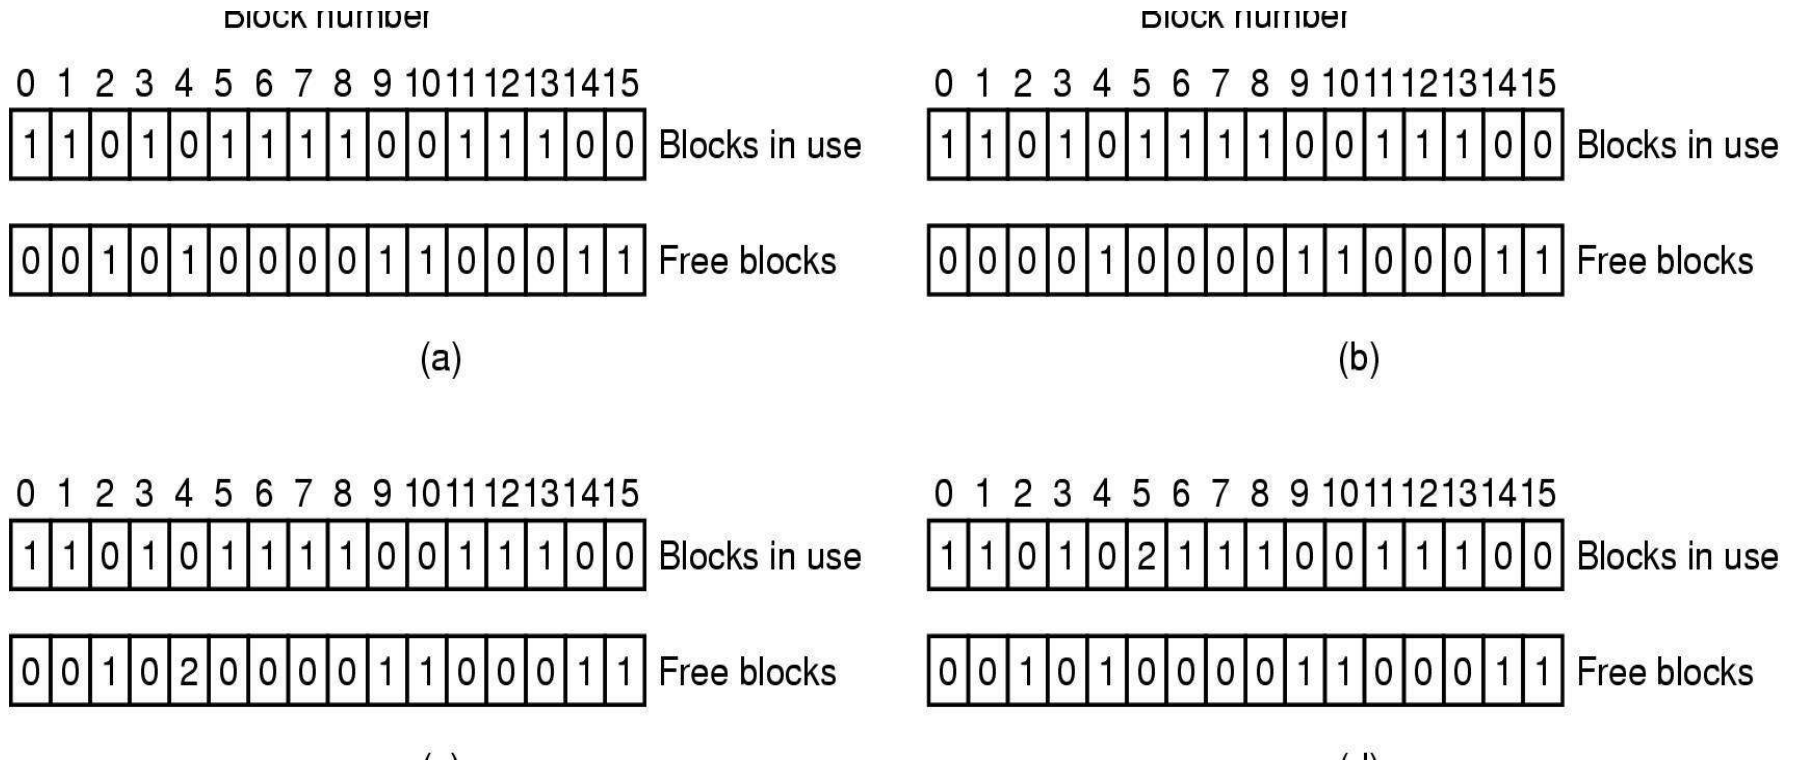 Block number
0 1 2 3 4 5 6 7 8 9 10 11 12 13 14 15
1 1 0 1 0 1 1 1 1 0 0 1 1 1 0 0 Blocks in use
0 0 1 0 1 0 0 0 0 1 1 0 0 0 1 1 Free blocks
(a)
Block number
0 1 2 3 4 5 6 7 8 9 10 11 12 13 14 15
1 1 0 1 0 1 1 1 1 0 0 1 1 1 0 0 Blocks in use
0 0 0 0 1 0 0 0 0 1 1 0 0 0 1 1 Free blocks
(b)
0 1 2 3 4 5 6 7 8 9 10 11 12 13 14 15
1 1 0 1 0 1 1 1 1 0 0 1 1 1 0 0 Blocks in use
0 0 1 0 2 0 0 0 0 1 1 0 0 0 1 1 Free blocks
0 1 2 3 4 5 6 7 8 9 10 11 12 13 14 15
1 1 0 1 0 2 1 1 1 0 0 1 1 1 0 0 Blocks in use
0 0 1 0 1 0 0 0 0 1 1 0 0 0 1 1 Free blocks
(d)